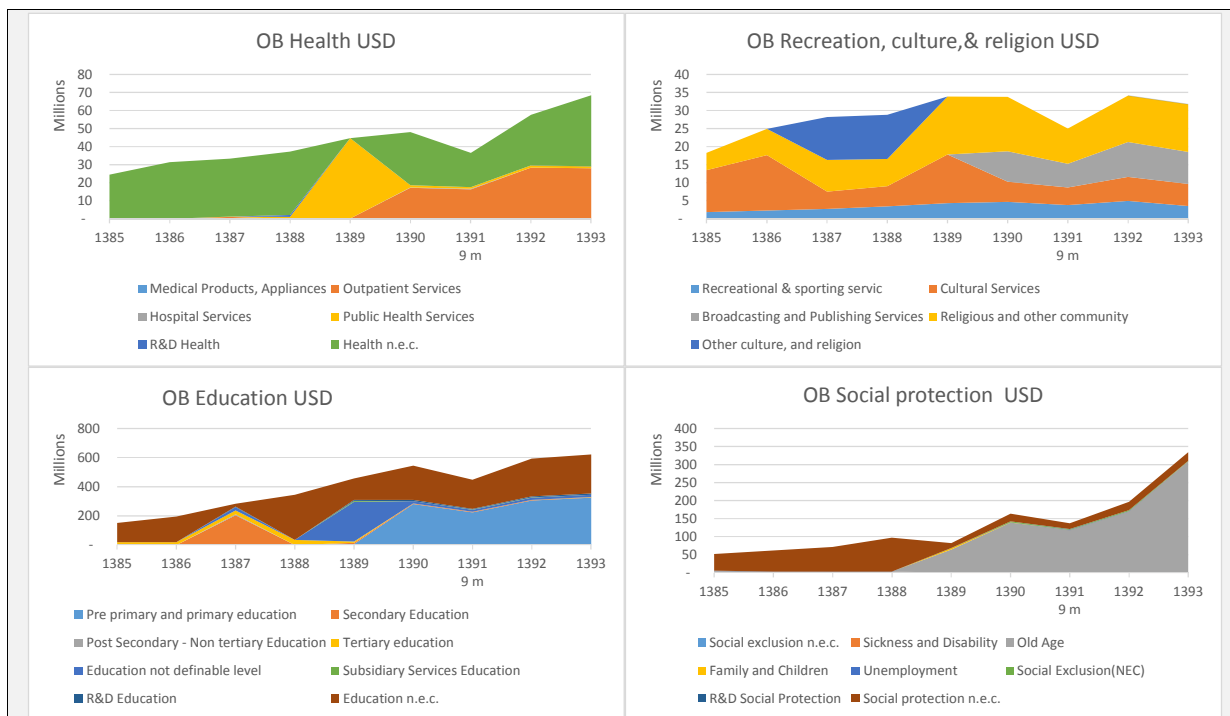 OB Health USD
Millions
80
70
60
50
40
30
20
10
-
1385 1386 1387 1388 1389 1390 1391 1392 1393
9 m
Medical Products, Appliances Outpatient Services
Hospital Services Public Health Services
R&D Health Health n.e.c.
OB Recreation, culture,& religion USD
Millions
40
35
30
25
20
15
10
5
-
1385 1386 1387 1388 1389 1390 1391 1392 1393
9 m
Recreational & sporting servic Cultural Services
Broadcasting and Publishing Services Religious and other community
Other culture, and religion
OB Education USD
Millions
800
600
400
200
-
1385 1386 1387 1388 1389 1390 1391 1392 1393
9 m
Pre primary and primary education Secondary Education
Post Secondary - Non tertiary Education Tertiary education
Education not definable level Subsidiary Services Education
R&D Education Education n.e.c.
OB Social protection USD
Millions
400
350
300
250
200
150
100
50
-
1385 1386 1387 1388 1389 1390 1391 1392 1393
9 m
Social exclusion n.e.c. Sickness and Disability Old Age
Family and Children Unemployment Social Exclusion(NEC)
R&D Social Protection Social protection n.e.c.